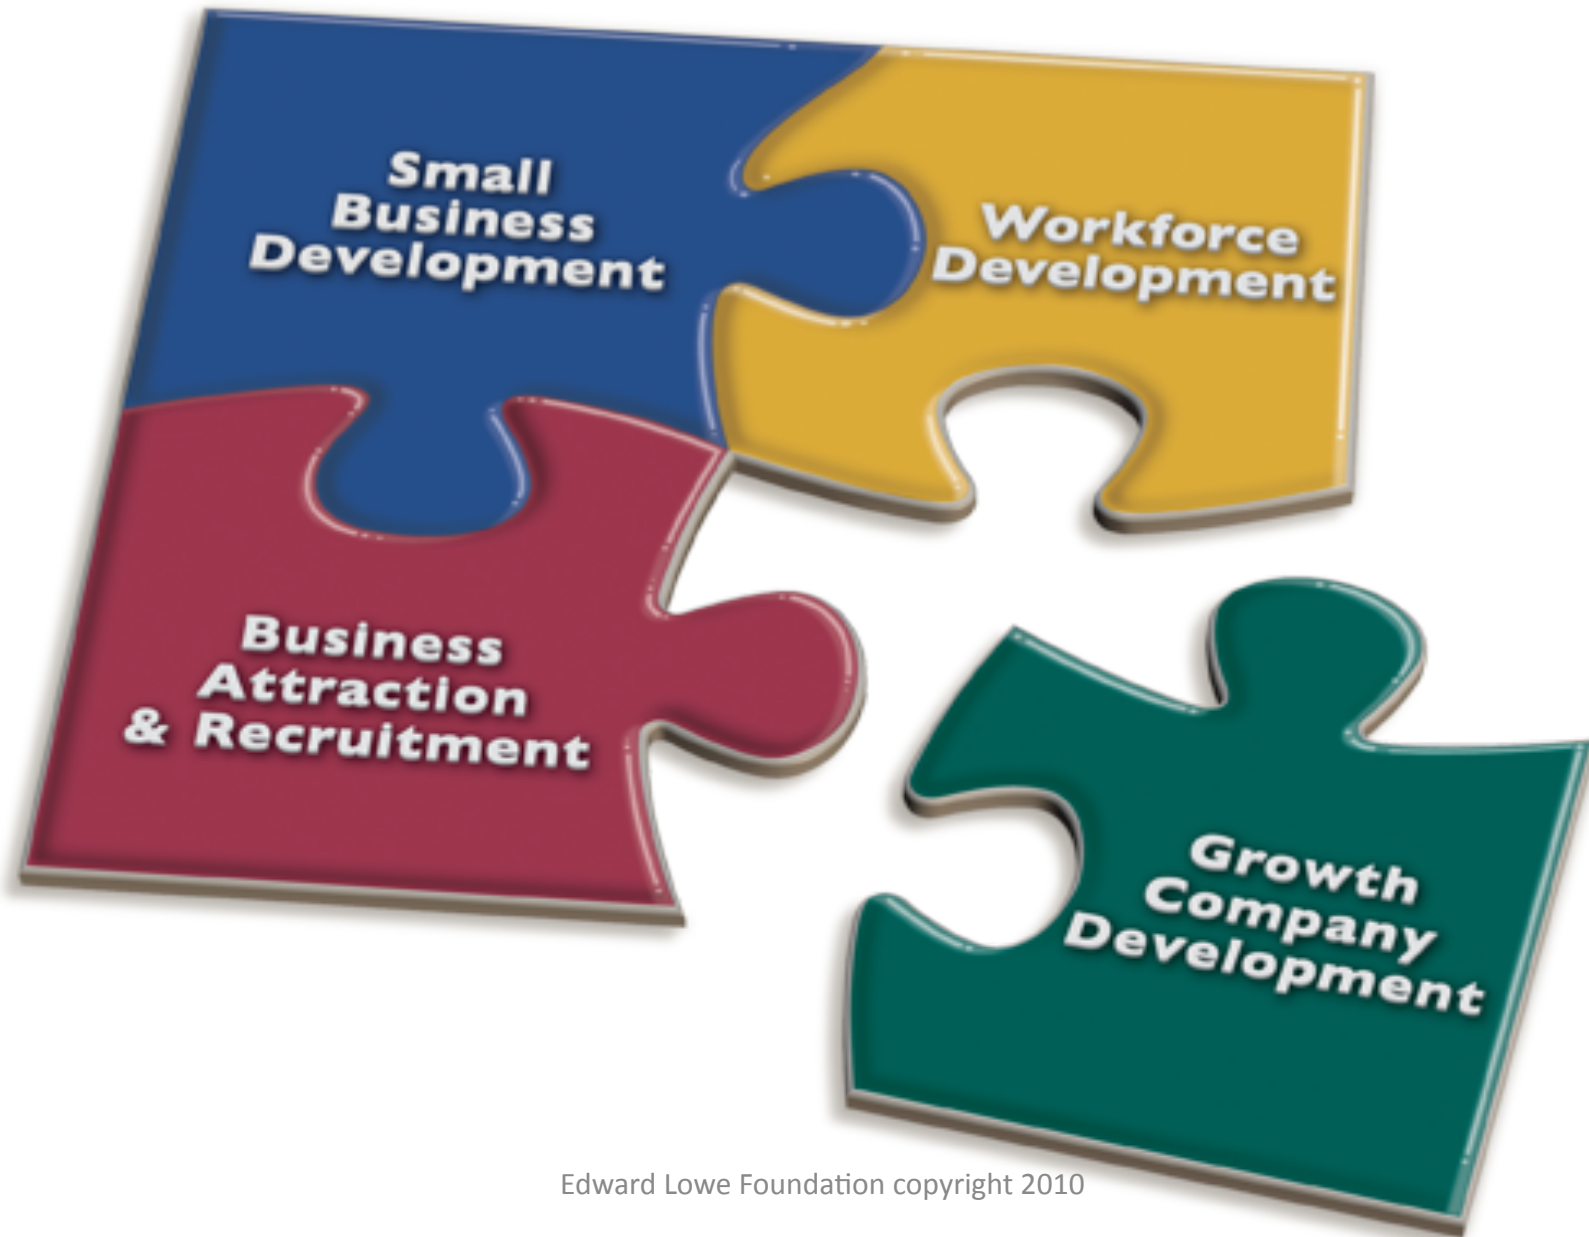 Small
Business
Development
Workforce
Development
Business
Attraction
& Recruitment
Growth
Company
Development
Edward Lowe Foundation copyright 2010